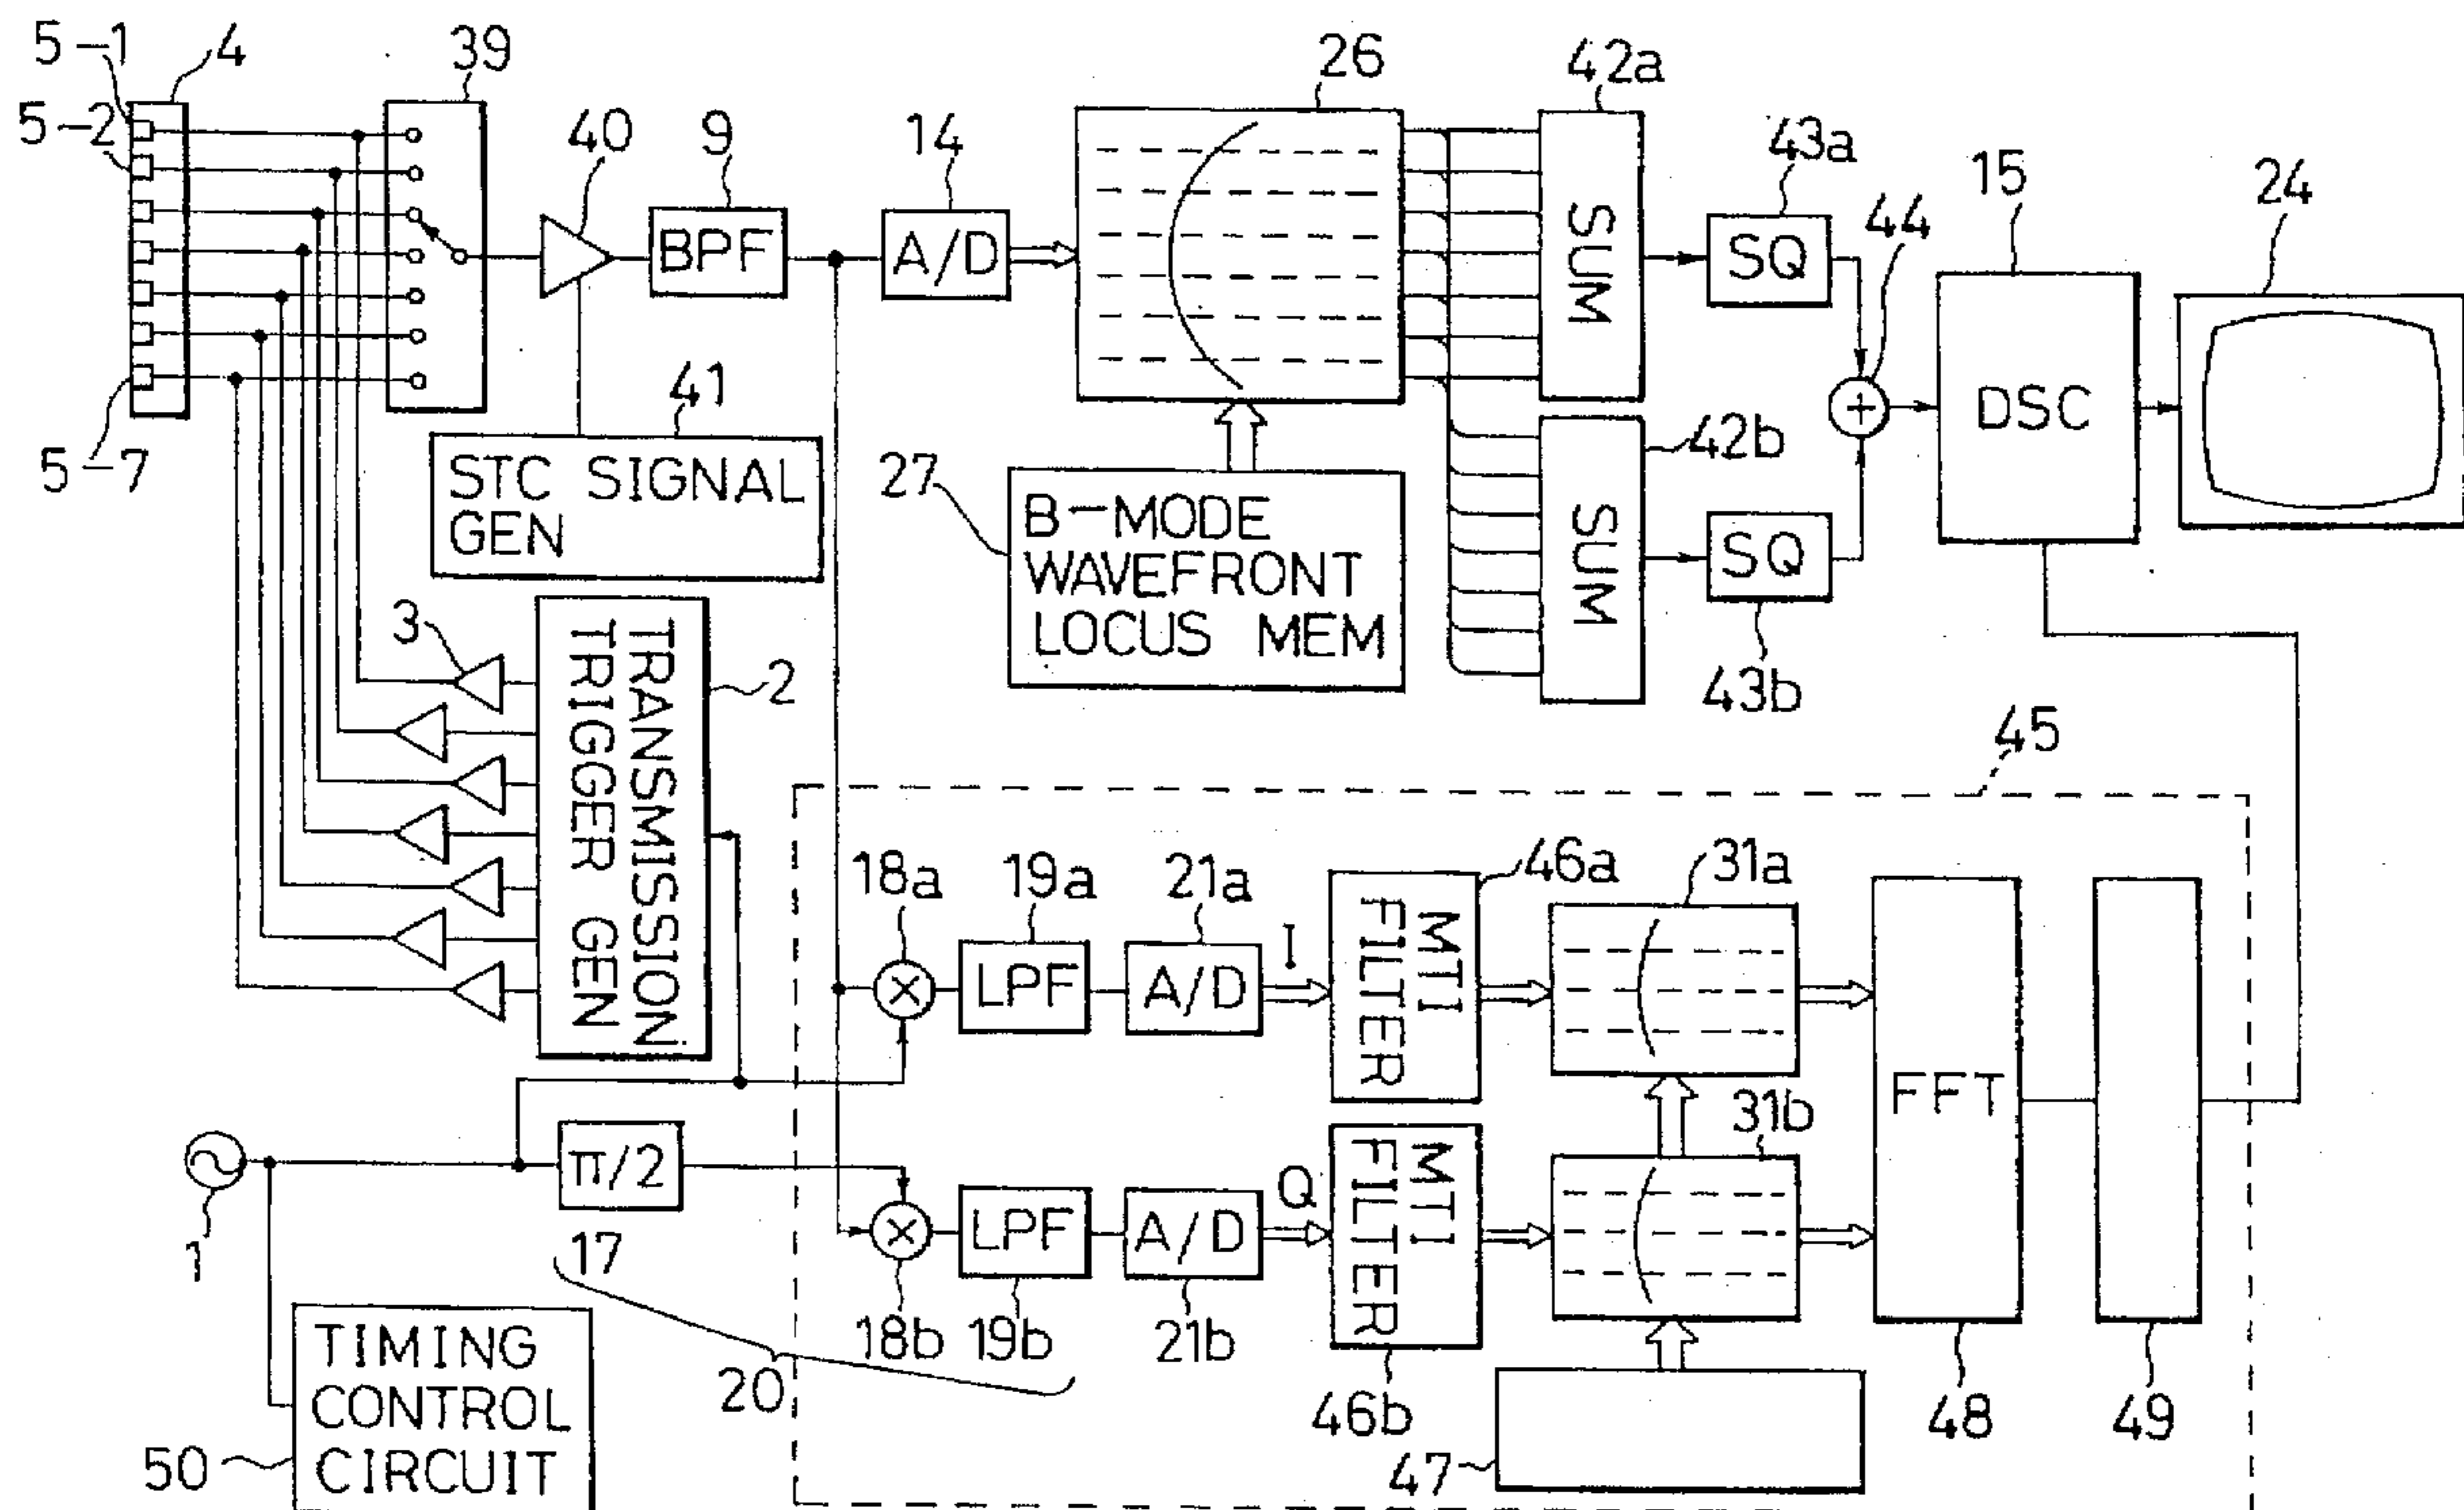 5-1
4
39
26
42a
5-2
40
9
14
43a
15
24
44
BPF
A/D
SUM
SQ
DSC
+
5-7
41
42b
STC SIGNAL
GEN
27
B-MODE
WAVEFRONT
LOCUS MEM
SUM
SQ
43b
3
TRANSMISSION
TRIGGER GEN
2
45
18a
19a
21a
46a
31a
×
LPF
A/D
I
MTI
FILTER
FFT
31b
1
π/2
17
×
LPF
A/D
Q
MTI
FILTER
18b
19b
21b
20
46b
48
49
TIMING
CONTROL
CIRCUIT
50
47